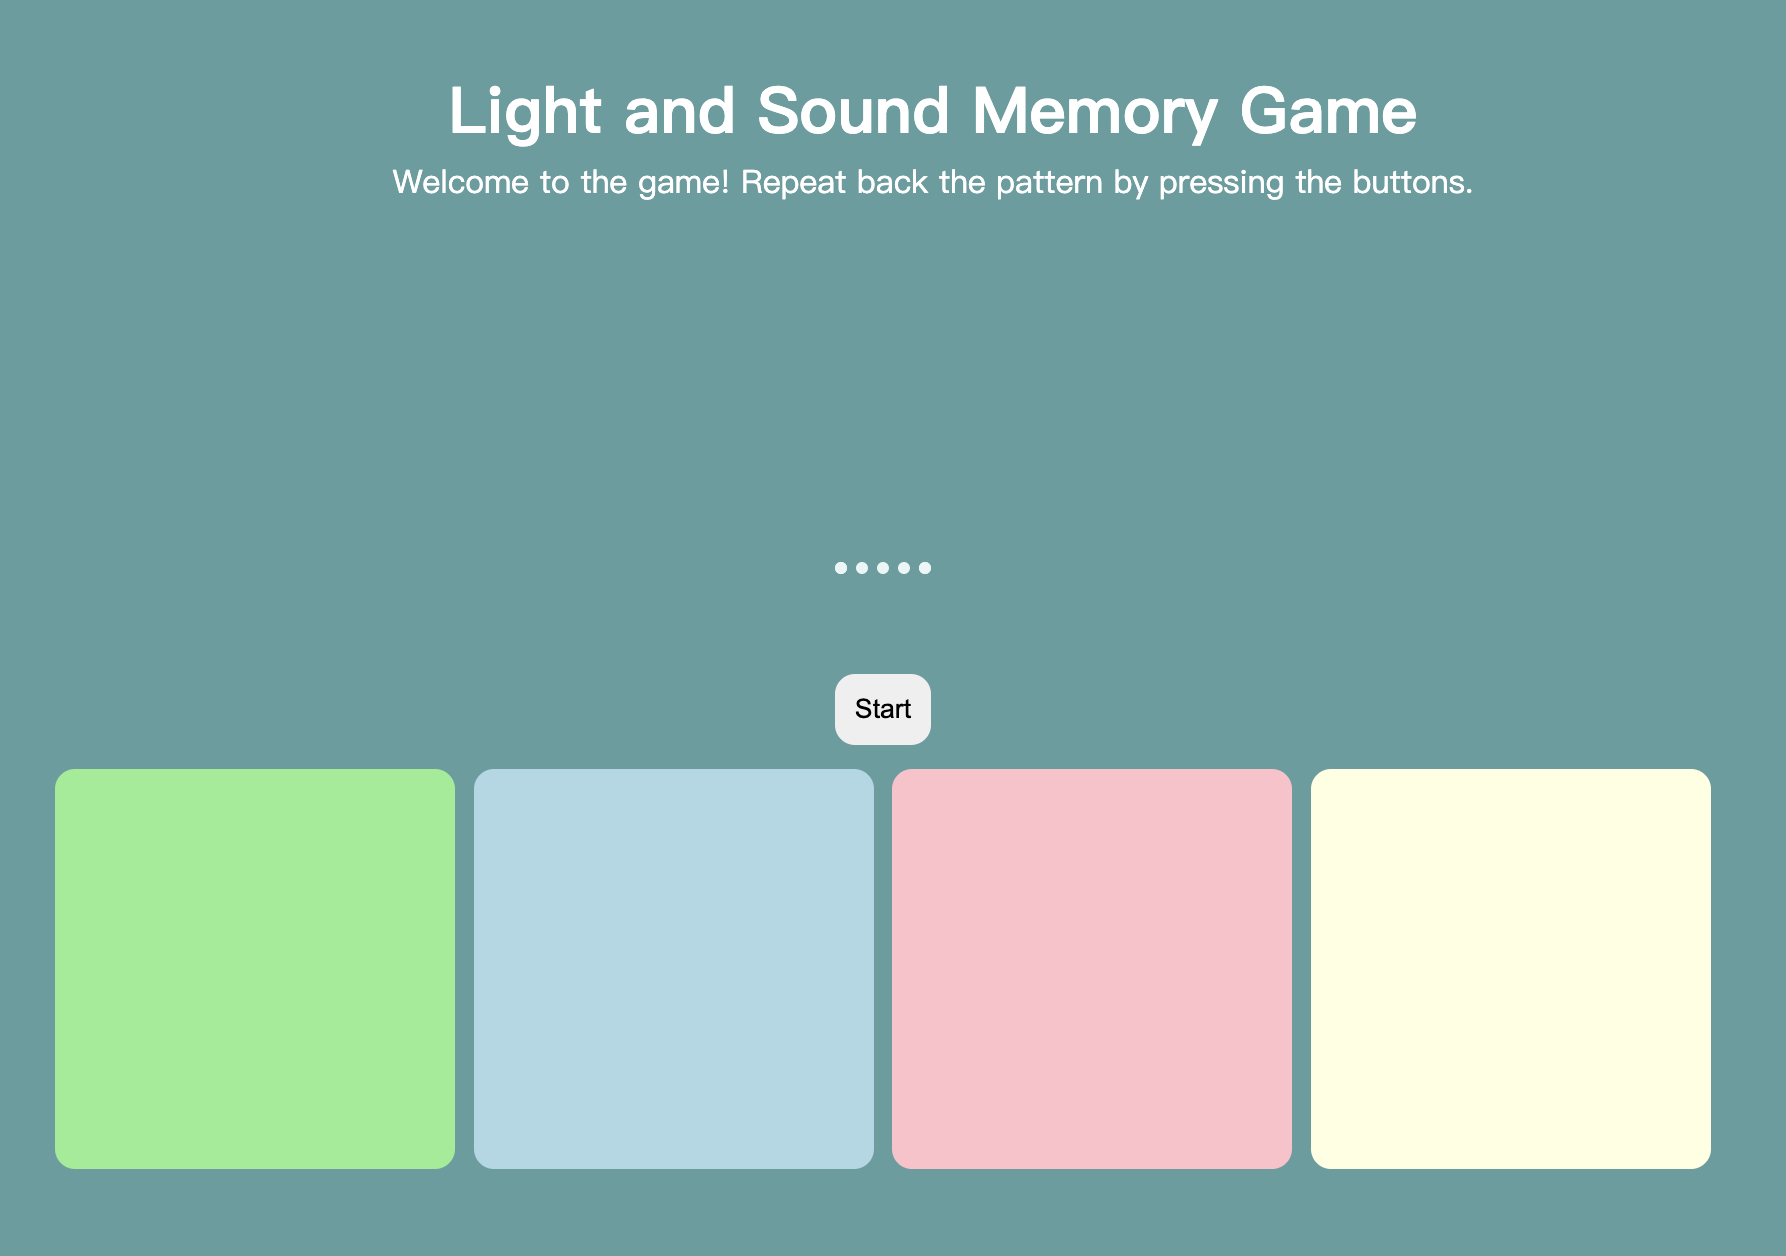 Light and Sound Memory Game
Welcome to the game! Repeat back the pattern by pressing the buttons.
Start